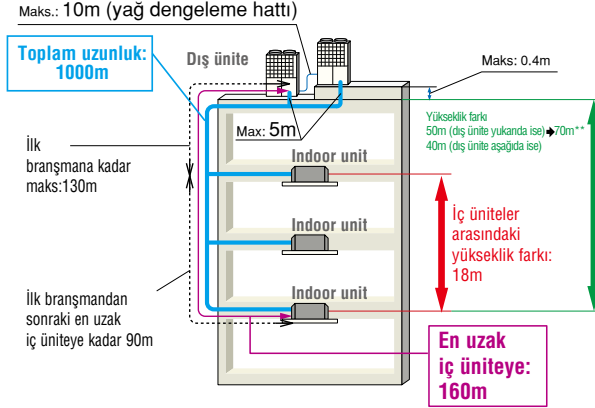 Maks.: 10m (yağ dengeleme hattı)
Toplam uzunluk:
1000m
Dış ünite
Maks: 0.4m
Max: 5m
Yükseklik farkı
50m (dış ünite yukarıda ise) ➔70m**
40m (dış ünite aşağıda ise)
İlk
branşmana kadar
maks:130m
Indoor unit
İç üniteler
arasındaki
yükseklik farkı:
18m
Indoor unit
Indoor unit
İlk branşmandan
sonraki en uzak
iç üniteye kadar 90m
En uzak
iç üniteye:
160m